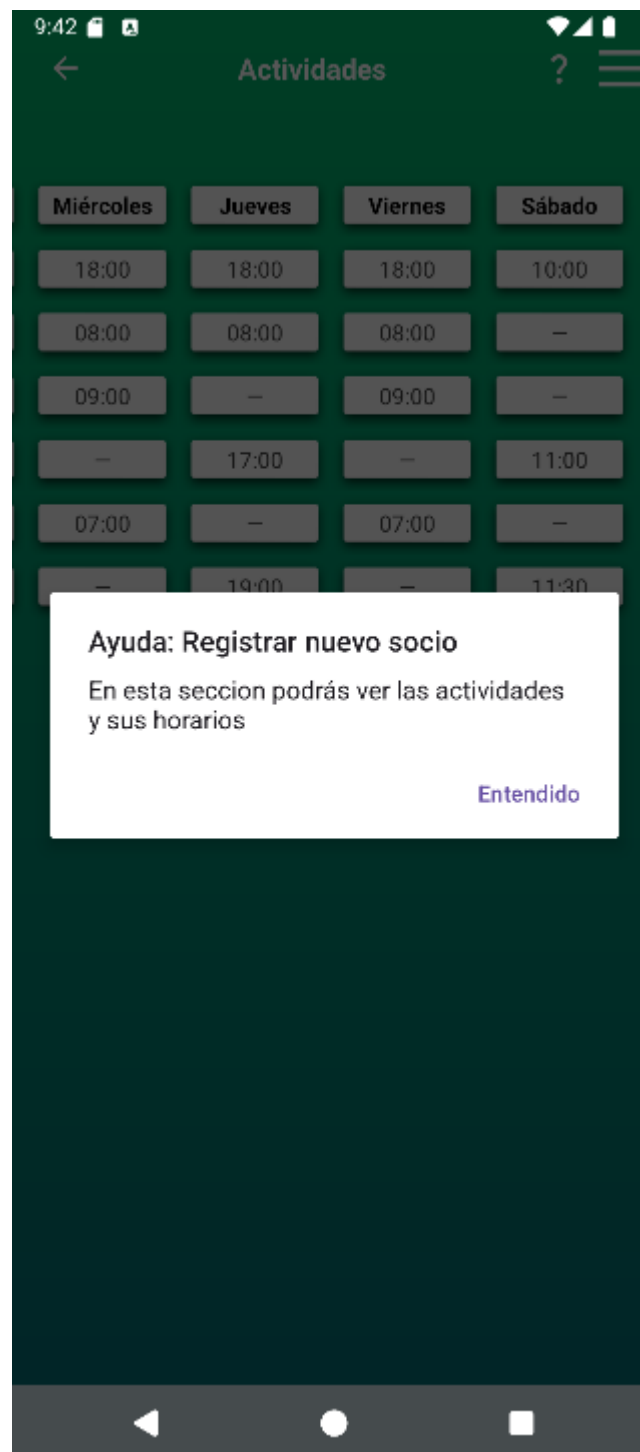 9:42
Actividades ?
Miércoles Jueves Viernes Sábado
18:00 18:00 18:00 10:00
08:00 08:00 08:00 —
09:00 — 09:00 —
— 17:00 — 11:00
07:00 — 07:00 —
— 19:00 — 11:30
Ayuda: Registrar nuevo socio
En esta seccion podrás ver las actividades
y sus horarios
Entendido